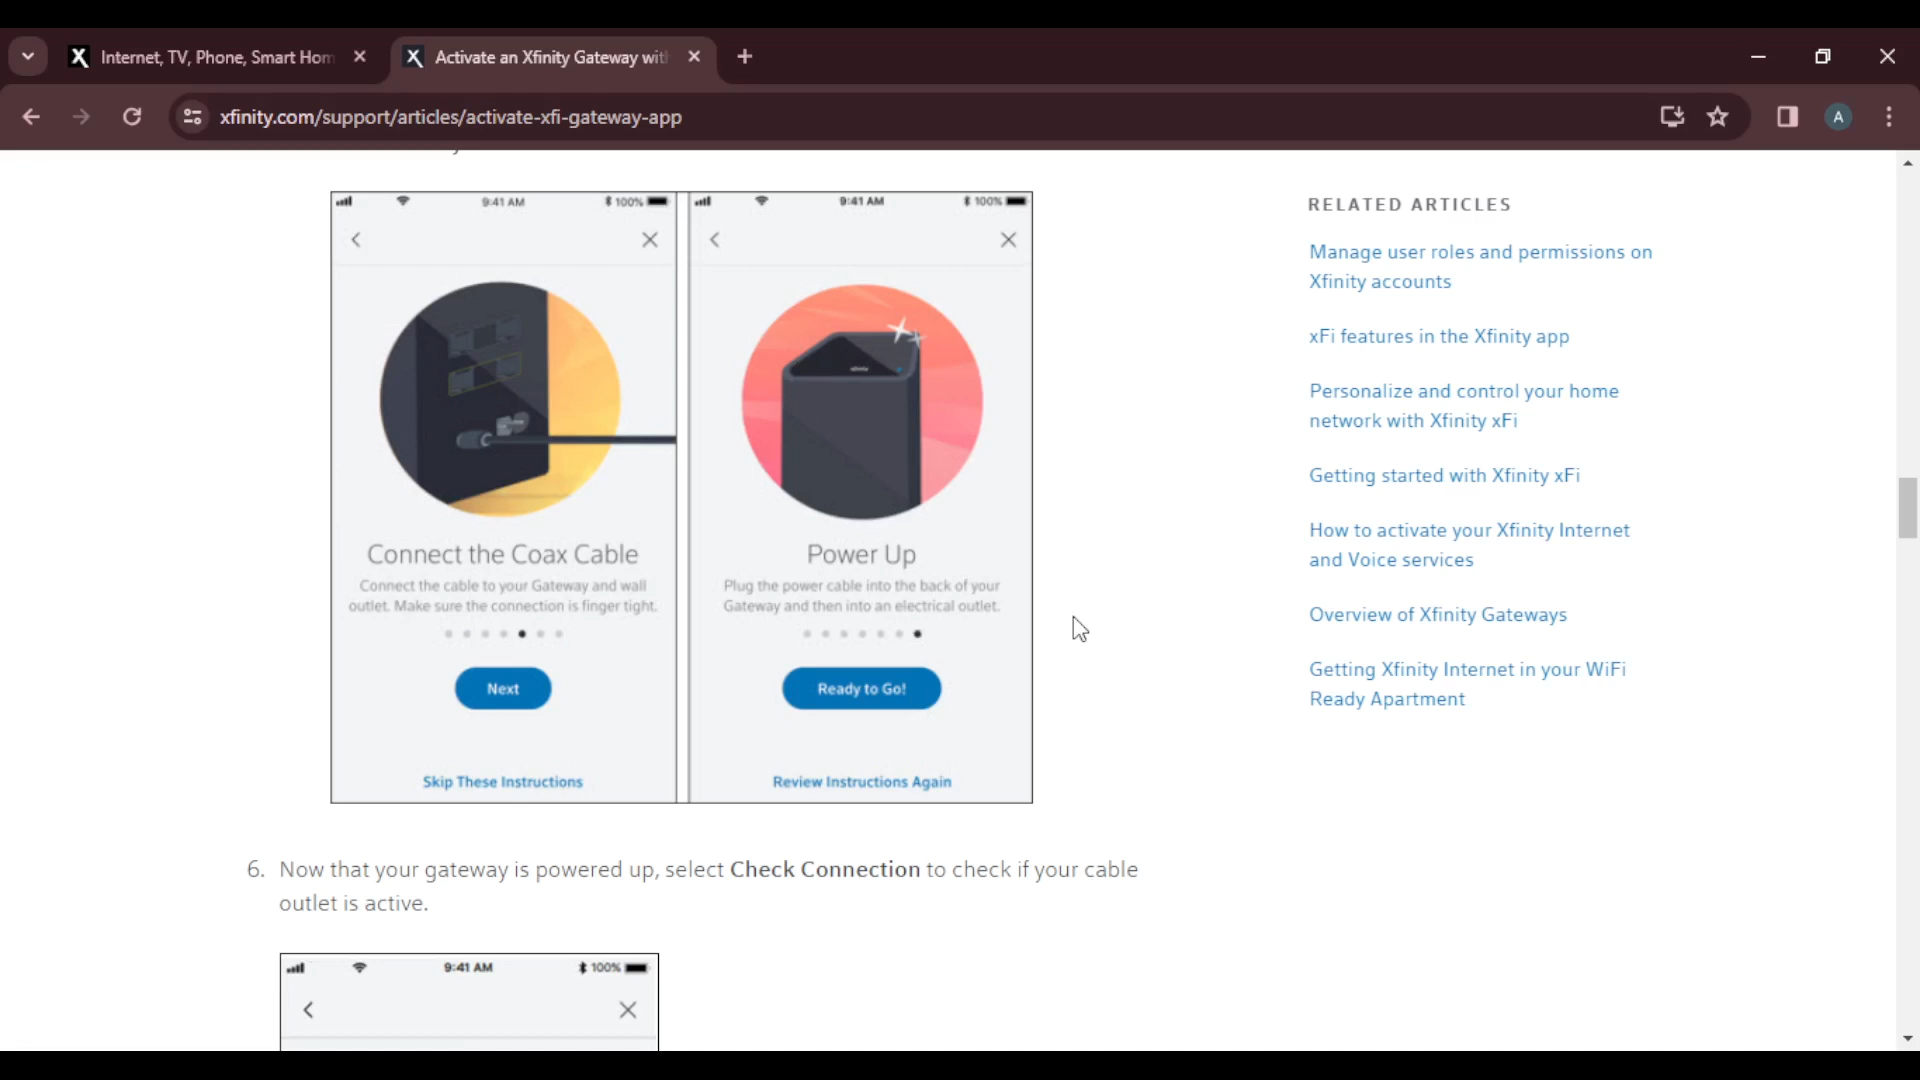 Internet, TV, Phone, Smart Hom
Activate an Xfinity Gateway wit
xfinity.com/support/articles/activate-xfi-gateway-app
A
9:41 AM
100%
9:41 AM
100%
xfinity
Connect the Coax Cable
Connect the cable to your Gateway and wall
outlet. Make sure the connection is finger tight.
Next
Skip These Instructions
Power Up
Plug the power cable into the back of your
Gateway and then into an electrical outlet.
Ready to Go!
Review Instructions Again
6. Now that your gateway is powered up, select Check Connection to check if your cable
outlet is active.
9:41 AM
100%
RELATED ARTICLES
Manage user roles and permissions on
Xfinity accounts
xFi features in the Xfinity app
Personalize and control your home
network with Xfinity xFi
Getting started with Xfinity xFi
How to activate your Xfinity Internet
and Voice services
Overview of Xfinity Gateways
Getting Xfinity Internet in your WiFi
Ready Apartment